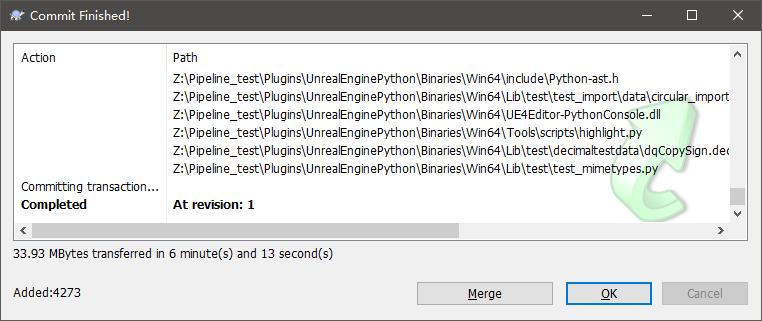 Commit Finished!
Action Path
Z:\Pipeline_test\Plugins\UnrealEnginePython\Binaries\Win64\include\Python-ast.h
Z:\Pipeline_test\Plugins\UnrealEnginePython\Binaries\Win64\Lib\test\test_import\data\circular_import
Z:\Pipeline_test\Plugins\UnrealEnginePython\Binaries\Win64\UE4Editor-PythonConsole.dll
Z:\Pipeline_test\Plugins\UnrealEnginePython\Binaries\Win64\Tools\scripts\highlight.py
Z:\Pipeline_test\Plugins\UnrealEnginePython\Binaries\Win64\Lib\test\decimaltestdata\dqCopySign.dec
Z:\Pipeline_test\Plugins\UnrealEnginePython\Binaries\Win64\Lib\test\test_mimetypes.py
Committing transaction...
Completed At revision: 1
33.93 MBytes transferred in 6 minute(s) and 13 second(s)
Added:4273 Merge OK Cancel